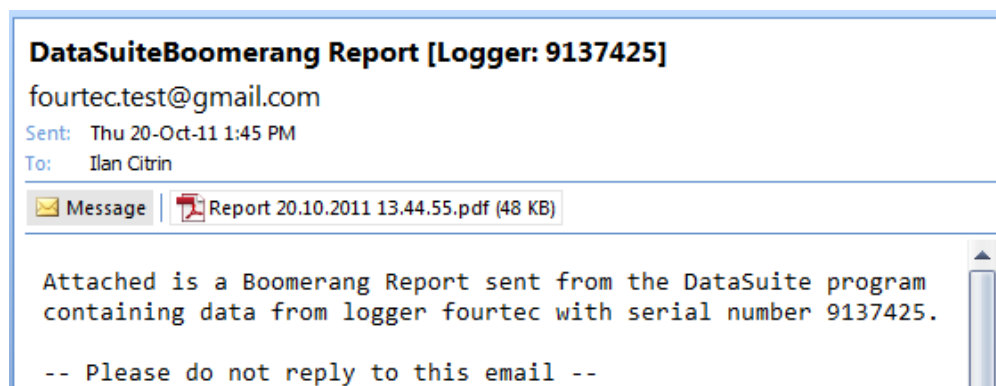 DataSuiteBoomerang Report [Logger: 9137425]
fourtec.test@gmail.com
Sent: Thu 20-Oct-11 1:45 PM
To: Ilan Citrin
Message Report 20.10.2011 13.44.55.pdf (48 KB)
Attached is a Boomerang Report sent from the DataSuite program
containing data from logger fourtec with serial number 9137425.
-- Please do not reply to this email --